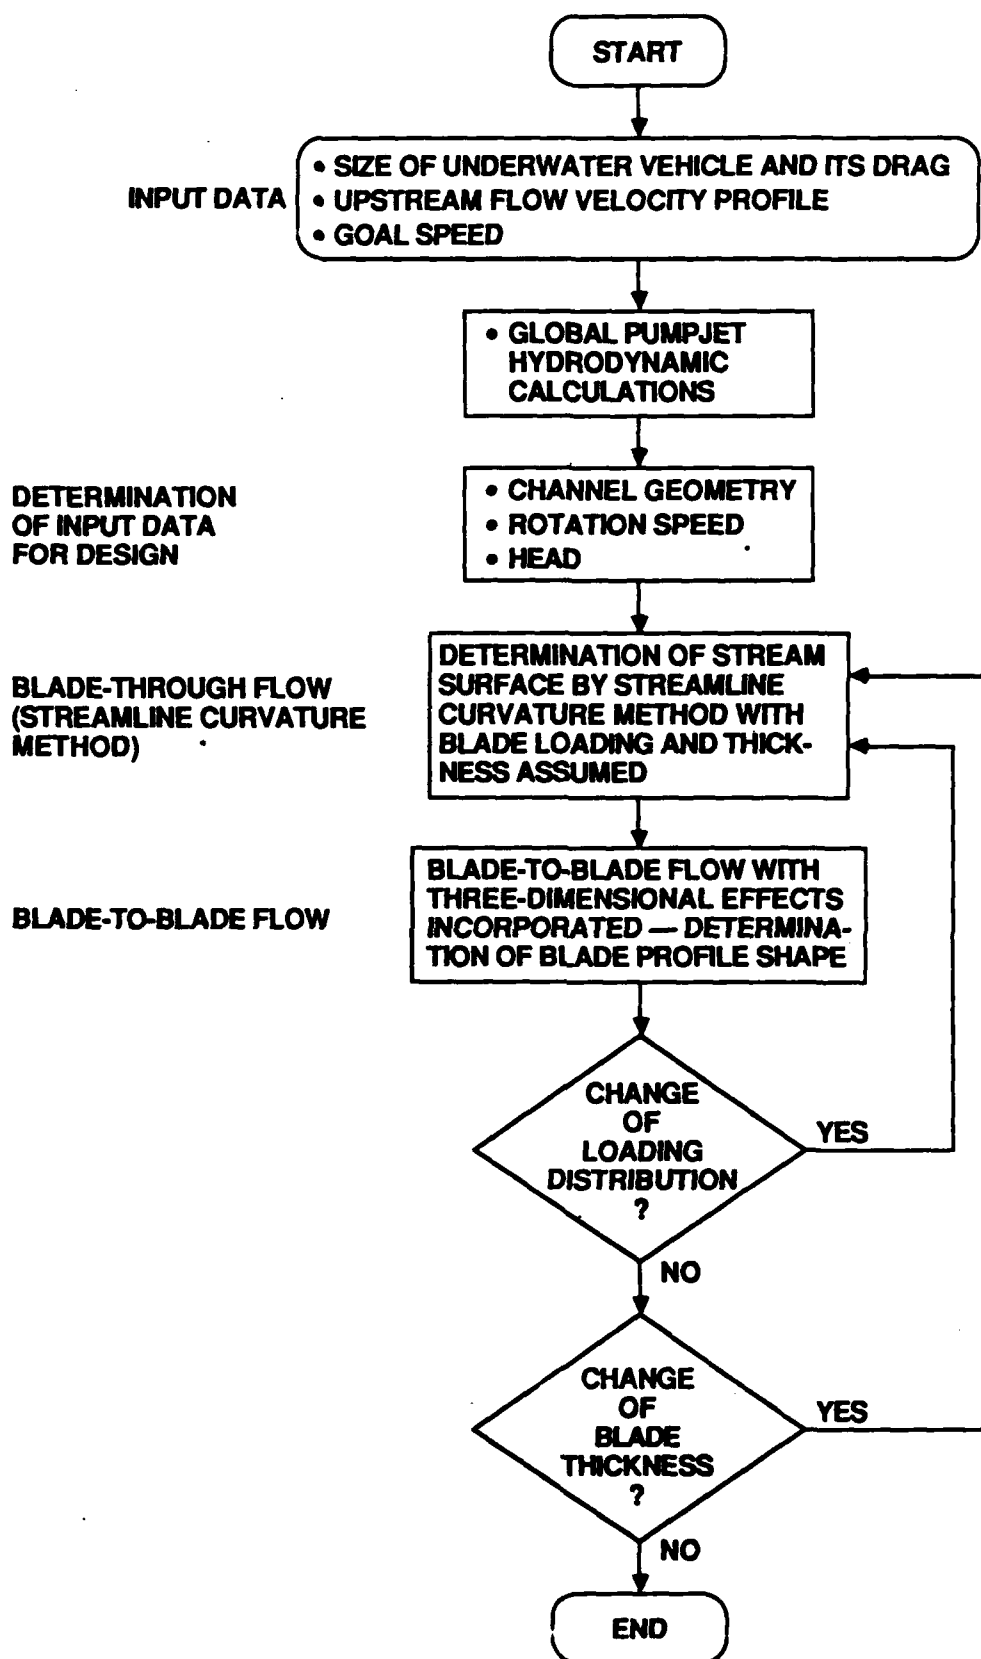 START
INPUT DATA
• SIZE OF UNDERWATER VEHICLE AND ITS DRAG
• UPSTREAM FLOW VELOCITY PROFILE
• GOAL SPEED
• GLOBAL PUMPJET
HYDRODYNAMIC
CALCULATIONS
DETERMINATION
OF INPUT DATA
FOR DESIGN
• CHANNEL GEOMETRY
• ROTATION SPEED
• HEAD
BLADE-THROUGH FLOW
(STREAMLINE CURVATURE
METHOD)
DETERMINATION OF STREAM
SURFACE BY STREAMLINE
CURVATURE METHOD WITH
BLADE LOADING AND THICK-
NESS ASSUMED
BLADE-TO-BLADE FLOW
BLADE-TO-BLADE FLOW WITH
THREE-DIMENSIONAL EFFECTS
INCORPORATED — DETERMINA-
TION OF BLADE PROFILE SHAPE
CHANGE
OF
LOADING
DISTRIBUTION
?
YES
NO
CHANGE
OF
BLADE
THICKNESS
?
YES
NO
END